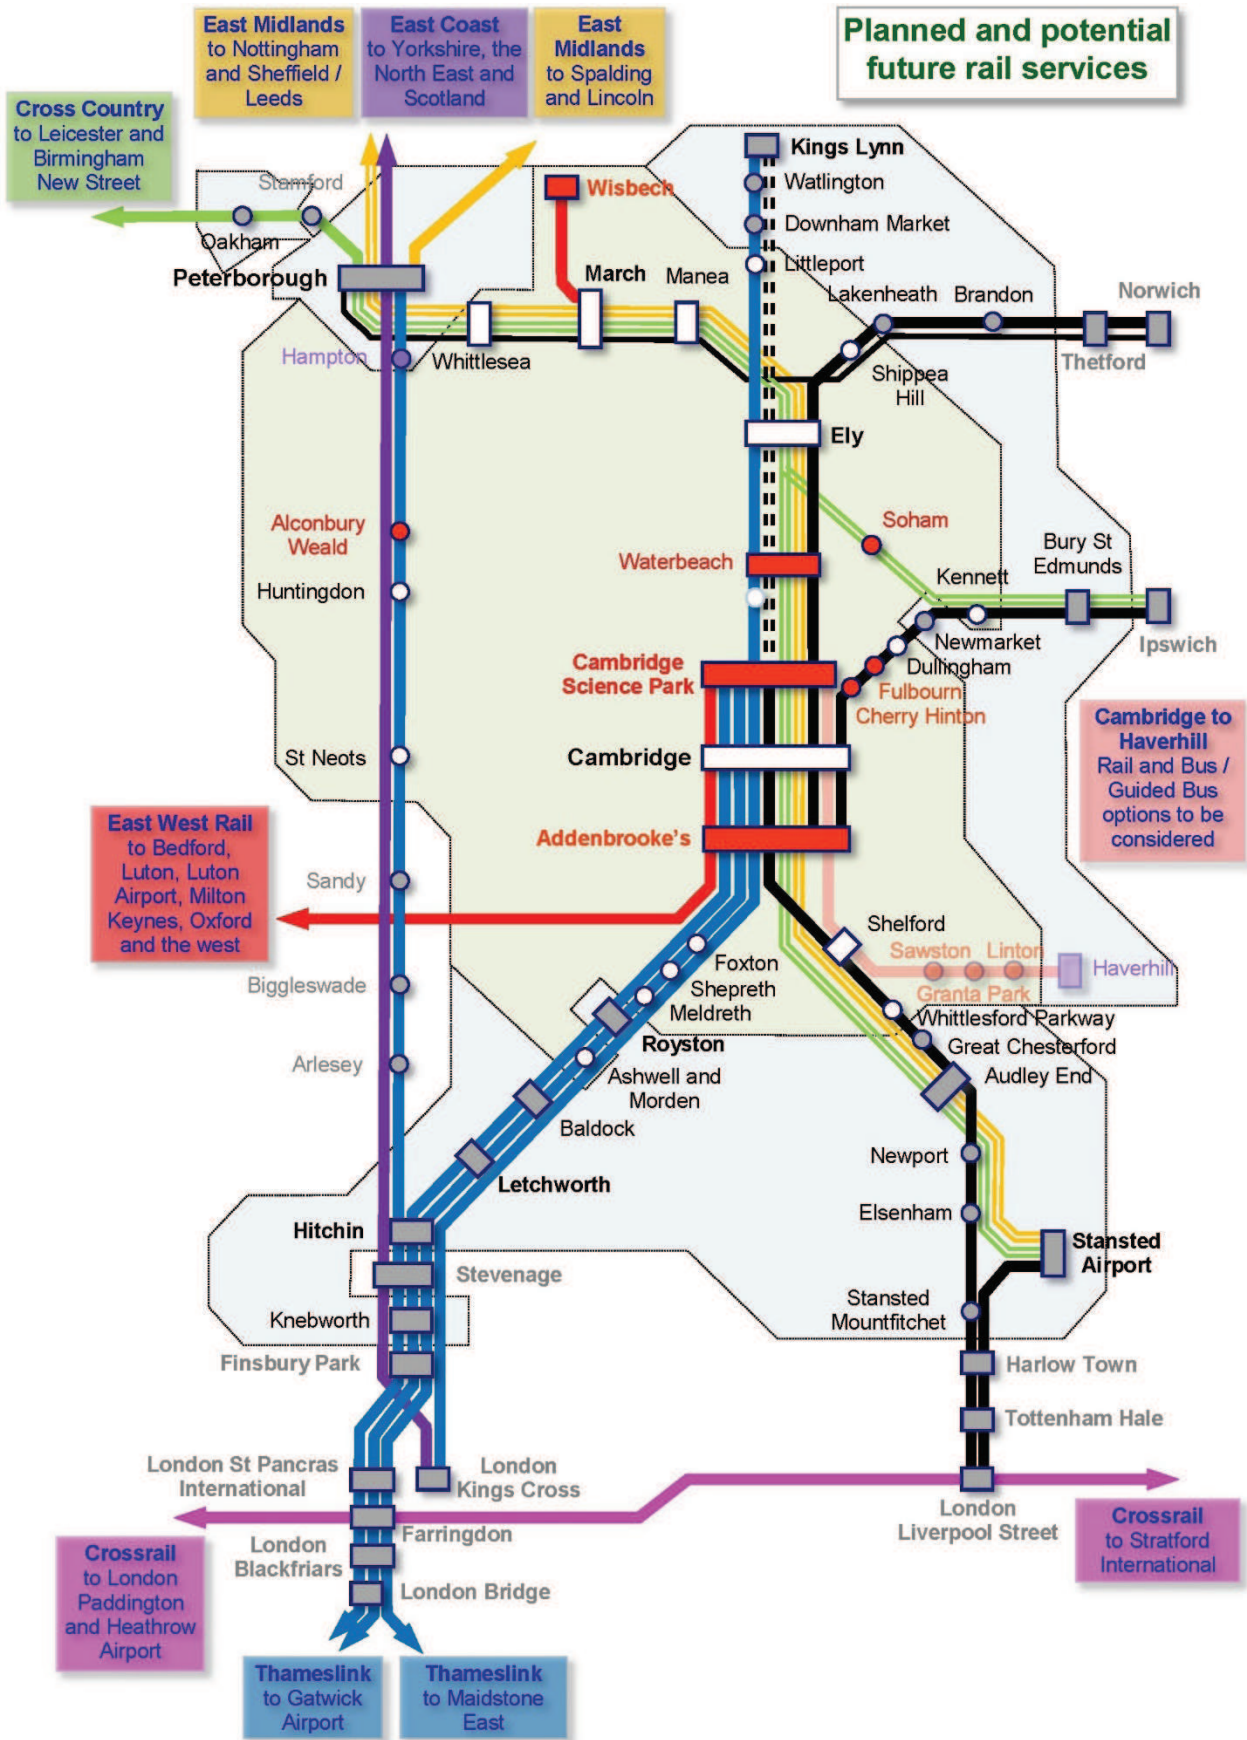 Planned and potential
future rail services
East Midlands
to Nottingham
and Sheffield /
Leeds
East Coast
to Yorkshire, the
North East and
Scotland
East
Midlands
to Spalding
and Lincoln
Cross Country
to Leicester and
Birmingham
New Street
Stamford
Oakham
Peterborough
Wisbech
Kings Lynn
Watlington
Downham Market
Littleport
March
Manea
Whittlesea
Hampton
Lakenheath
Brandon
Norwich
Thetford
Shippea
Hill
Ely
Alconbury
Weald
Huntingdon
Waterbeach
Soham
Bury St
Edmunds
Kennett
Newmarket
Dullingham
Ipswich
Cambridge
Science Park
Fulbourn
Cherry Hinton
Cambridge to
Haverhill
Rail and Bus /
Guided Bus
options to be
considered
St Neots
Cambridge
Addenbrooke's
East West Rail
to Bedford,
Luton, Luton
Airport, Milton
Keynes, Oxford
and the west
Sandy
Biggleswade
Arlesey
Shelford
Sawston
Linton
Granta Park
Haverhill
Foxton
Shepreth
Meldreth
Royston
Ashwell and
Morden
Baldock
Letchworth
Whittlesford Parkway
Great Chesterford
Audley End
Newport
Elsenham
Stansted
Airport
Stansted
Mountfitchet
Hitchin
Stevenage
Knebworth
Finsbury Park
Harlow Town
Tottenham Hale
London St Pancras
International
London
Kings Cross
London
Liverpool Street
Farringdon
London
Blackfriars
London Bridge
Crossrail
to London
Paddington
and Heathrow
Airport
Crossrail
to Stratford
International
Thameslink
to Gatwick
Airport
Thameslink
to Maidstone
East